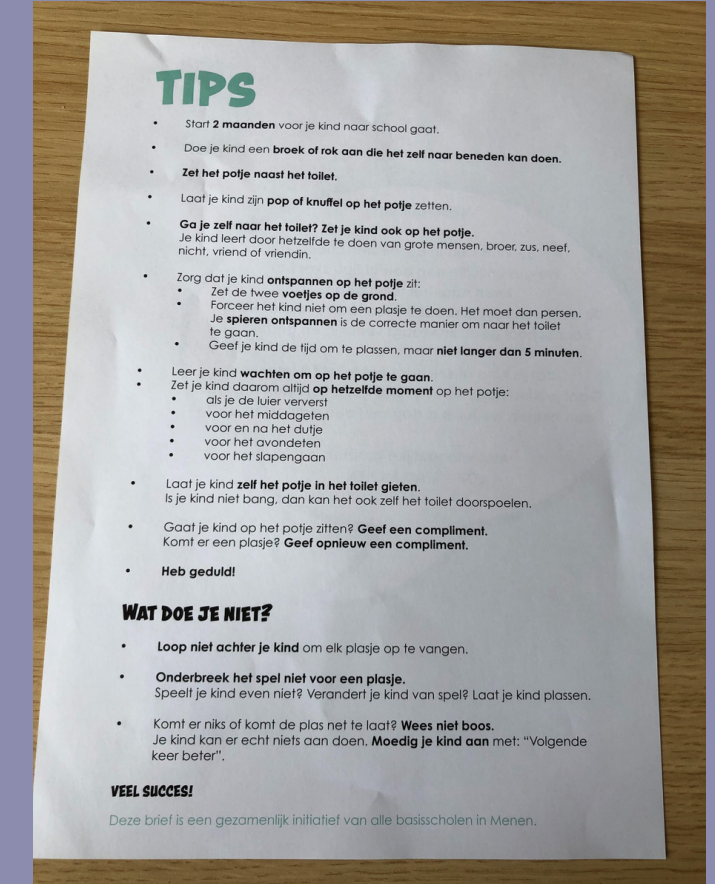 TIPS
• Start 2 maanden voor je kind naar school gaat.
• Doe je kind een broek of rok aan die het zelf naar beneden kan doen.
• Zet het potje naast het toilet.
• Laat je kind zijn pop of knuffel op het potje zetten.
• Ga je zelf naar het toilet? Zet je kind ook op het potje.
Je kind leert door hetzelfde te doen van grote mensen, broer, zus, neef,
nicht, vriend of vriendin.
• Zorg dat je kind ontspannen op het potje zit:
• Zet de twee voetjes op de grond.
• Forceer het kind niet om een plasje te doen. Het moet dan persen.
Je spieren ontspannen is de correcte manier om naar het toilet
te gaan.
• Geef je kind de tijd om te plassen, maar niet langer dan 5 minuten.
• Leer je kind wachten om op het potje te gaan.
• Zet je kind daarom altijd op hetzelfde moment op het potje:
• als je de luier ververst
• voor het middageten
• voor en na het dutje
• voor het avondeten
• voor het slapengaan
• Laat je kind zelf het potje in het toilet gieten.
Is je kind niet bang, dan kan het ook zelf het toilet doorspoelen.
• Gaat je kind op het potje zitten? Geef een compliment.
Komt er een plasje? Geef opnieuw een compliment.
• Heb geduld!
WAT DOE JE NIET?
• Loop niet achter je kind om elk plasje op te vangen.
• Onderbreek het spel niet voor een plasje.
Speelt je kind even niet? Verandert je kind van spel? Laat je kind plassen.
• Komt er niks of komt de plas net te laat? Wees niet boos.
Je kind kan er echt niets aan doen. Moedig je kind aan met: “Volgende
keer beter”.
VEEL SUCCES!
Deze brief is een gezamenlijk initiatief van alle basisscholen in Menen.